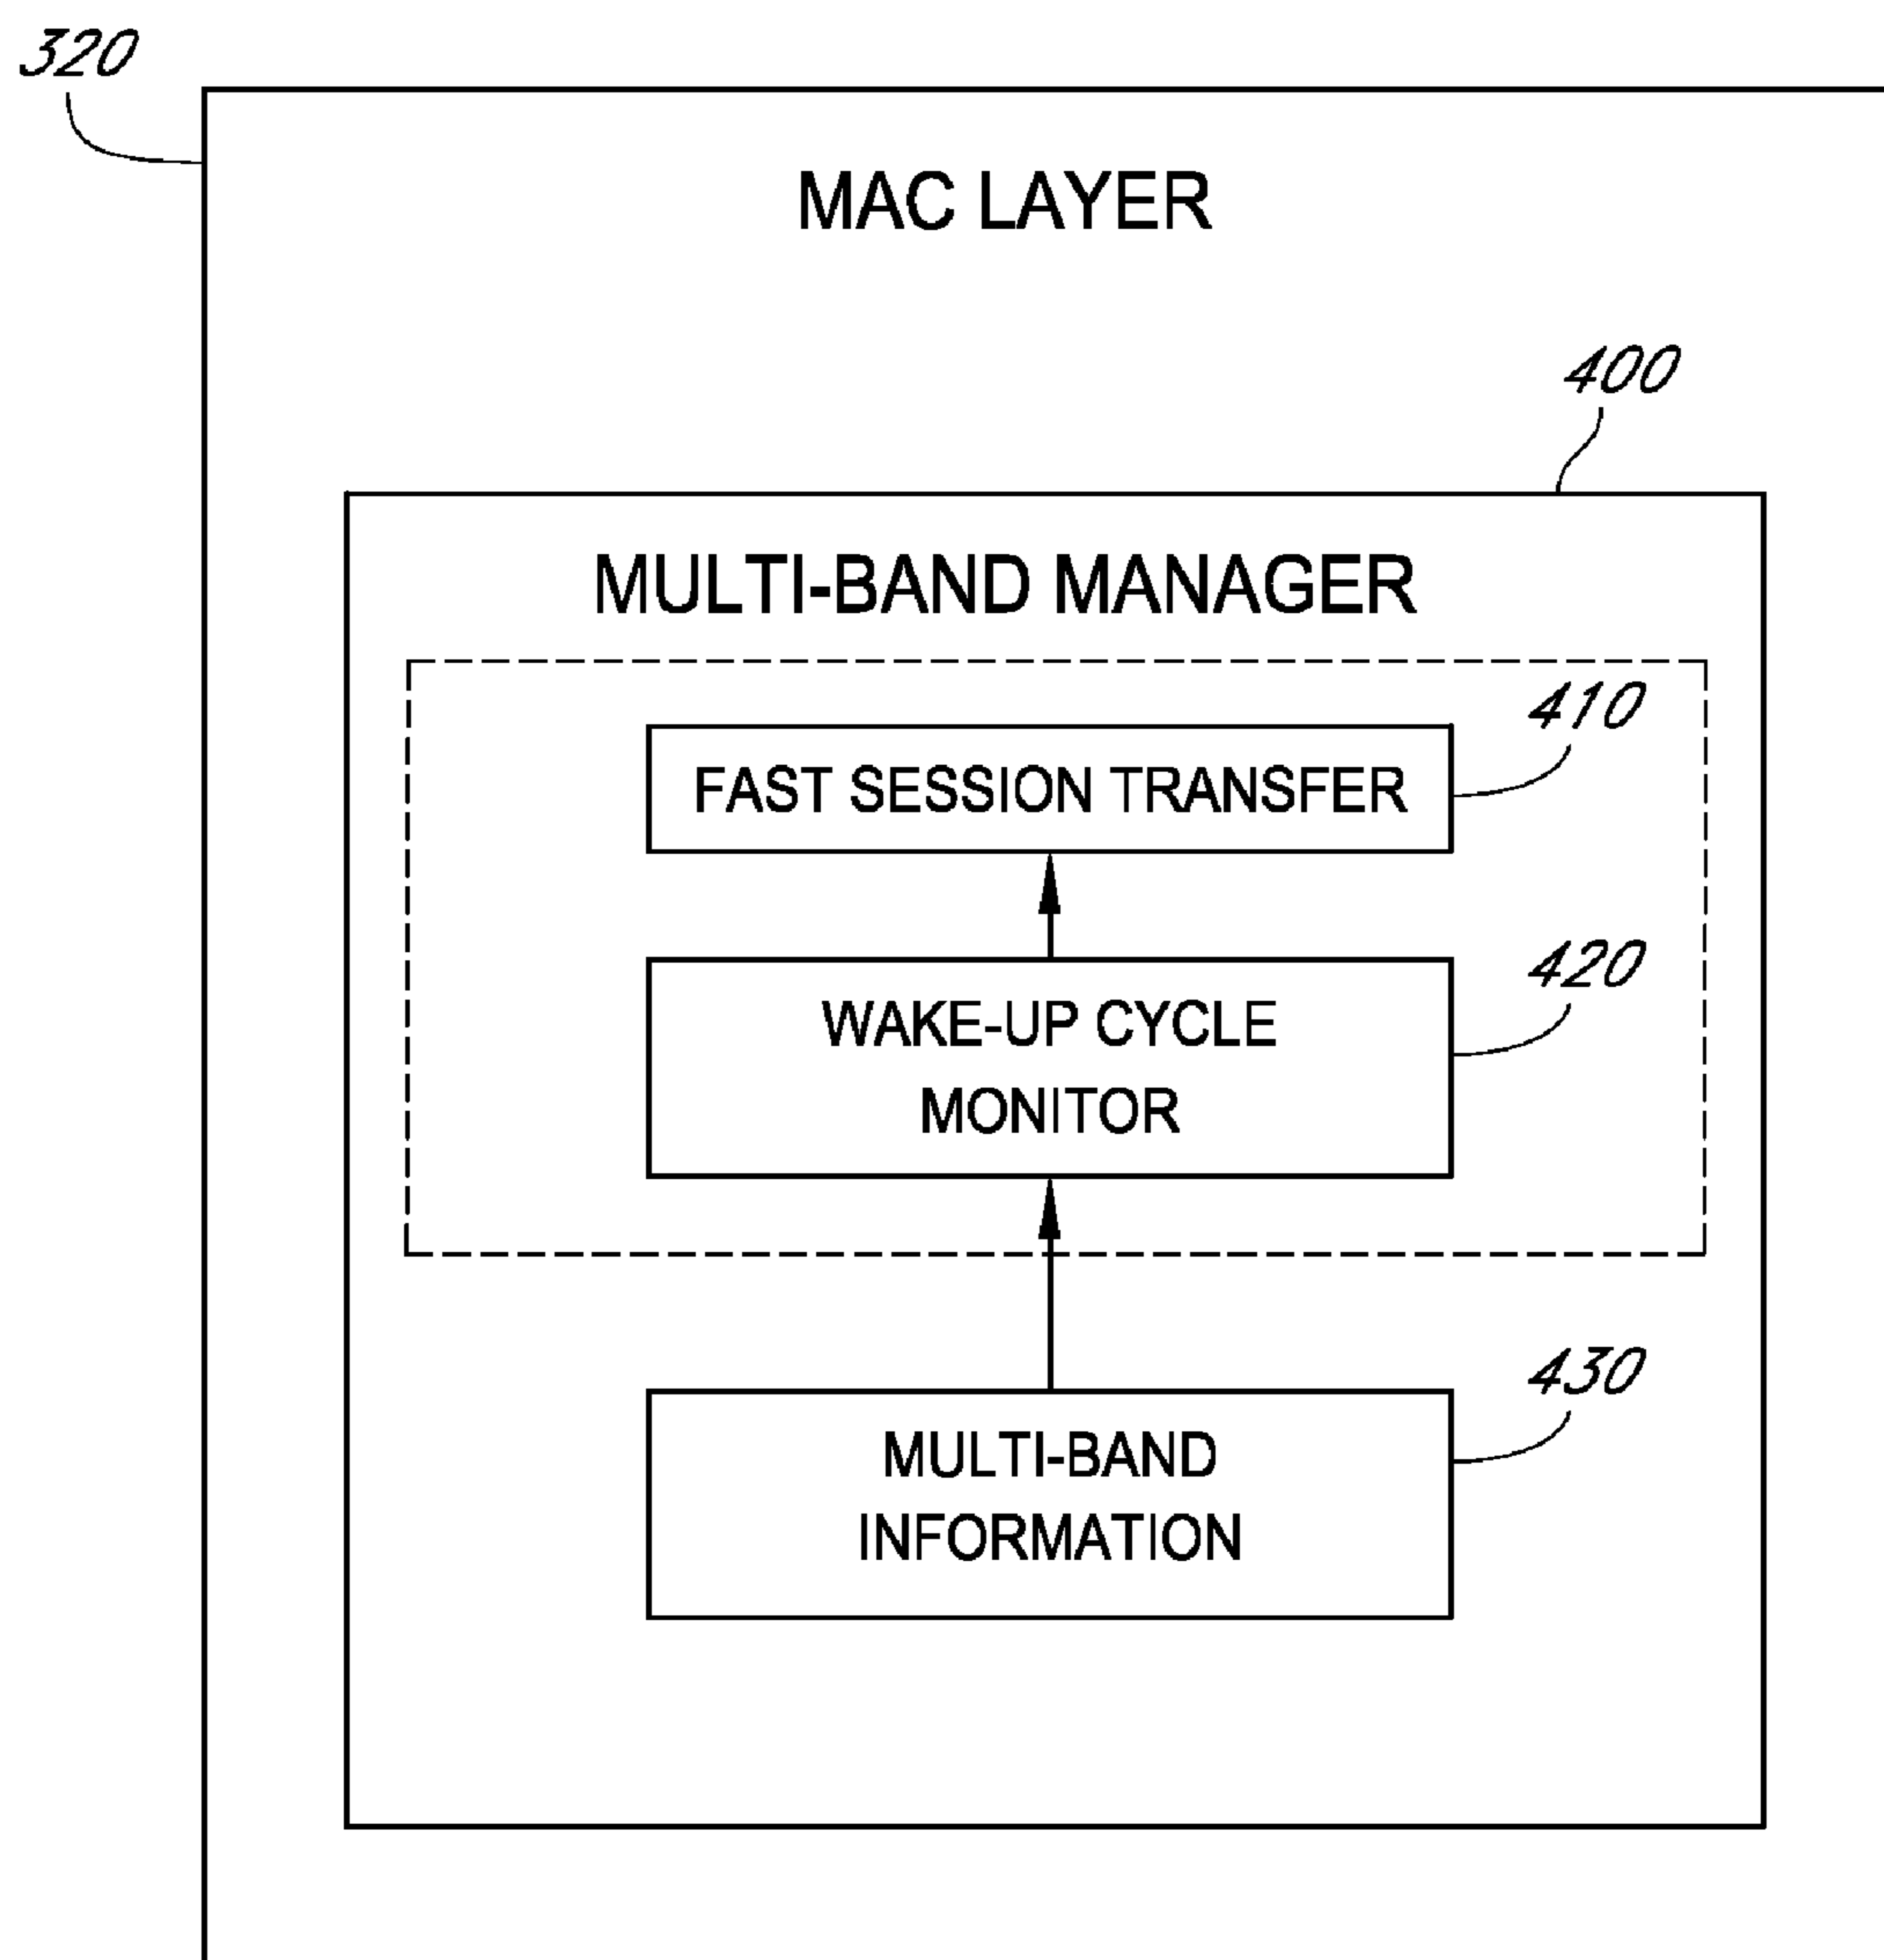 320
MAC LAYER
400
MULTI-BAND MANAGER
410
FAST SESSION TRANSFER
420
WAKE-UP CYCLE
MONITOR
430
MULTI-BAND
INFORMATION